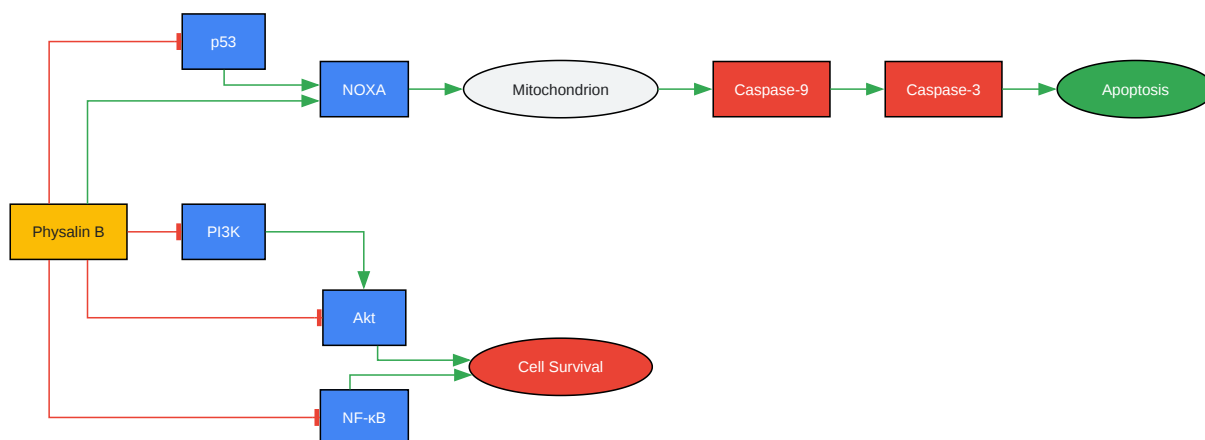 p53
NOXA
Mitochondrion
Caspase-9
Caspase-3
Apoptosis
Physalin B
PI3K
Akt
Cell Survival
NF-κB